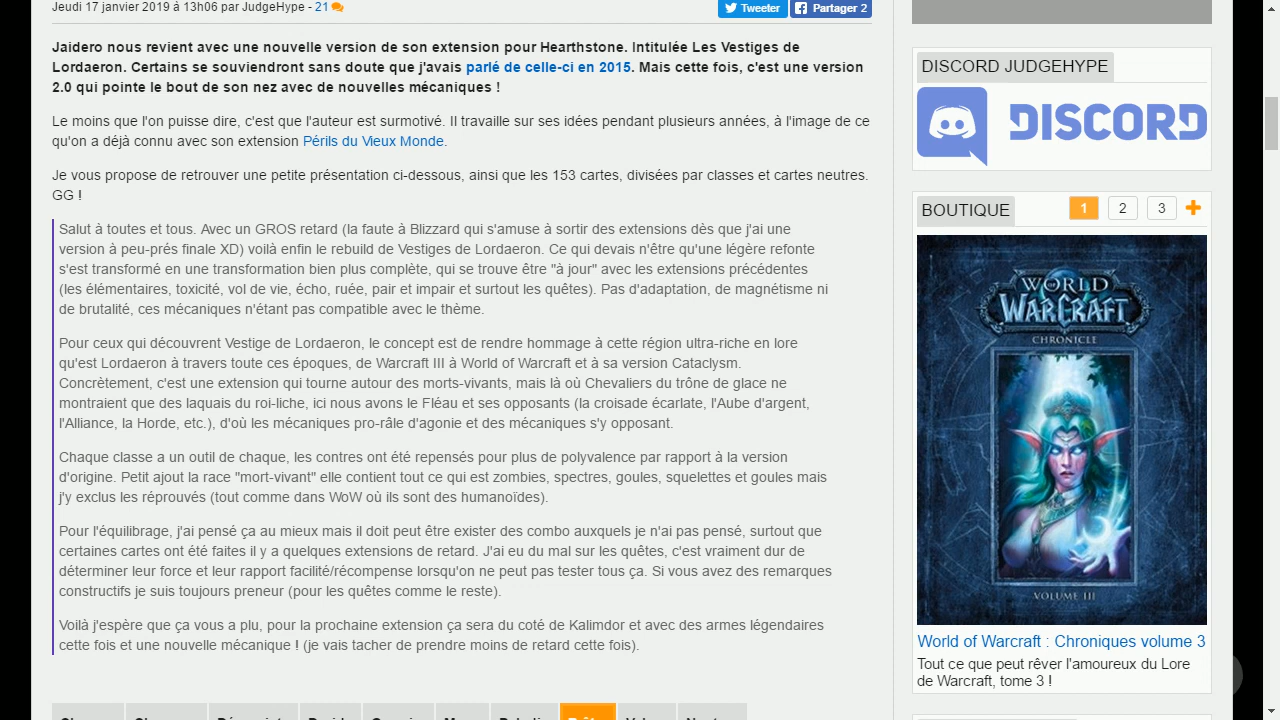 Jeudi 17 janvier 2019 à 13h06 par JudgeHype - 21
Tweeter
Partager 2
Jaidero nous revient avec une nouvelle version de son extension pour Hearthstone. Intitulée Les Vestiges de
Lordaeron. Certains se souviendront sans doute que j'avais parlé de celle-ci en 2015. Mais cette fois, c'est une version
2.0 qui pointe le bout de son nez avec de nouvelles mécaniques !
Le moins que l'on puisse dire, c'est que l'auteur est surmotivé. Il travaille sur ses idées pendant plusieurs années, à l'image de ce
qu'on a déjà connu avec son extension Périls du Vieux Monde.
Je vous propose de retrouver une petite présentation ci-dessous, ainsi que les 153 cartes, divisées par classes et cartes neutres.
GG !
Salut à toutes et tous. Avec un GROS retard (la faute à Blizzard qui s'amuse à sortir des extensions dès que j'ai une
version à peu-prés finale XD) voilà enfin le rebuild de Vestiges de Lordaeron. Ce qui devais n'être qu'une légère refonte
s'est transformé en une transformation bien plus complète, qui se trouve être "à jour" avec les extensions précédentes
(les élémentaires, toxicité, vol de vie, écho, ruée, pair et impair et surtout les quêtes). Pas d'adaptation, de magnétisme ni
de brutalité, ces mécaniques n'étant pas compatible avec le thème.
Pour ceux qui découvrent Vestige de Lordaeron, le concept est de rendre hommage à cette région ultra-riche en lore
qu'est Lordaeron à travers toute ces époques, de Warcraft III à World of Warcraft et à sa version Cataclysm.
Concrètement, c'est une extension qui tourne autour des morts-vivants, mais là où Chevaliers du trône de glace ne
montraient que des laquais du roi-liche, ici nous avons le Fléau et ses opposants (la croisade écarlate, l'Aube d'argent,
l'Alliance, la Horde, etc.), d'où les mécaniques pro-râle d'agonie et des mécaniques s'y opposant.
Chaque classe a un outil de chaque, les contres ont été repensés pour plus de polyvalence par rapport à la version
d'origine. Petit ajout la race "mort-vivant" elle contient tout ce qui est zombies, spectres, goules, squelettes et goules mais
j'y exclus les réprouvés (tout comme dans WoW où ils sont des humanoïdes).
Pour l'équilibrage, j'ai pensé ça au mieux mais il doit peut être exister des combo auxquels je n'ai pas pensé, surtout que
certaines cartes ont été faites il y a quelques extensions de retard. J'ai eu du mal sur les quêtes, c'est vraiment dur de
déterminer leur force et leur rapport facilité/récompense lorsqu'on ne peut pas tester tous ça. Si vous avez des remarques
constructifs je suis toujours preneur (pour les quêtes comme le reste).
Voilà j'espère que ça vous a plu, pour la prochaine extension ça sera du coté de Kalimdor et avec des armes légendaires
cette fois et une nouvelle mécanique ! (je vais tacher de prendre moins de retard cette fois).
DISCORD JUDGEHYPE
DISCORD
BOUTIQUE
1 2 3
WORLD
OF
WARCRAFT
CHRONICLE
VOLUME III
World of Warcraft : Chroniques volume 3
Tout ce que peut rêver l'amoureux du Lore
de Warcraft, tome 3 !